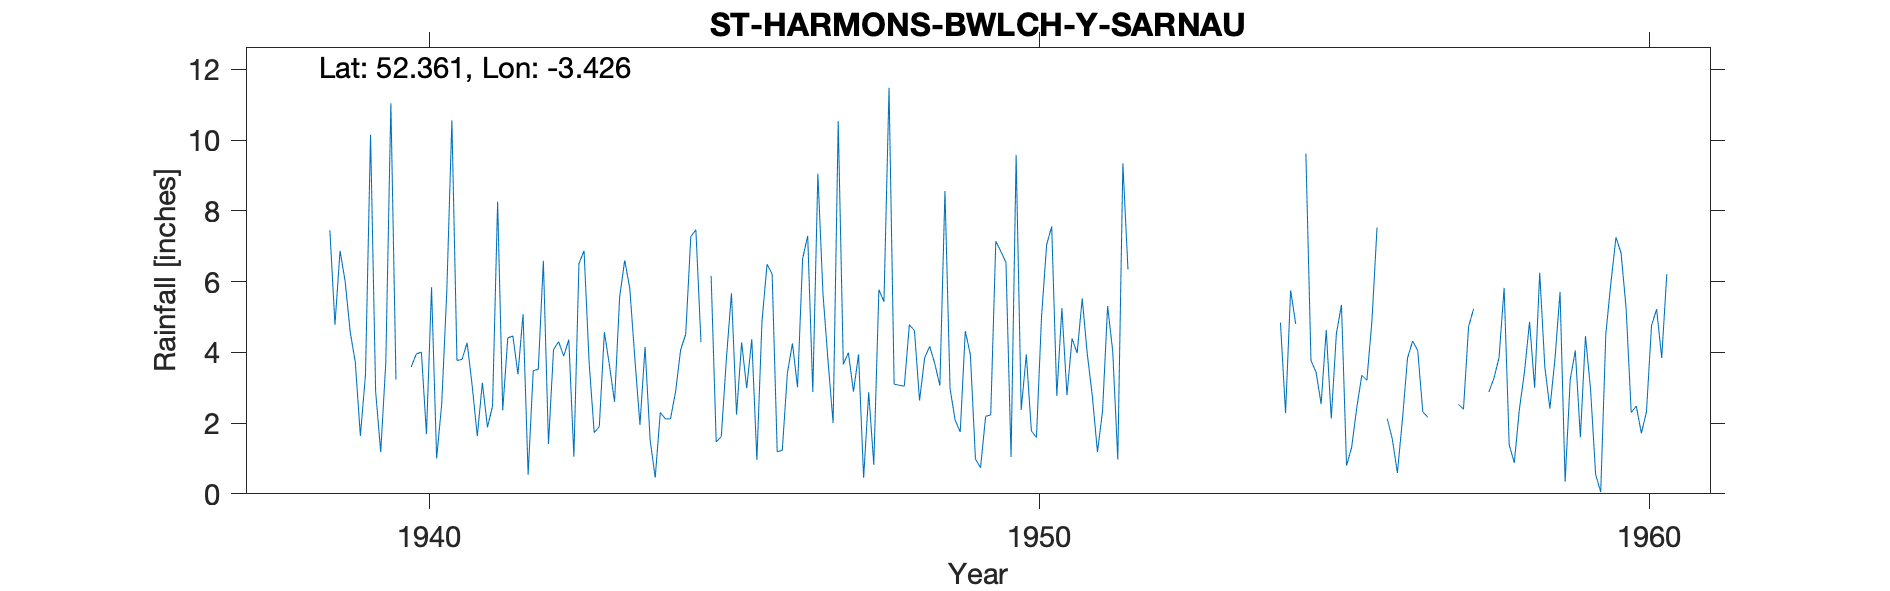 ST-HARMONS-BWLCH-Y-SARNAU
Lat: 52.361, Lon: -3.426
12
10
8
6
4
2
0
Rainfall [inches]
1940 1950 1960
Year